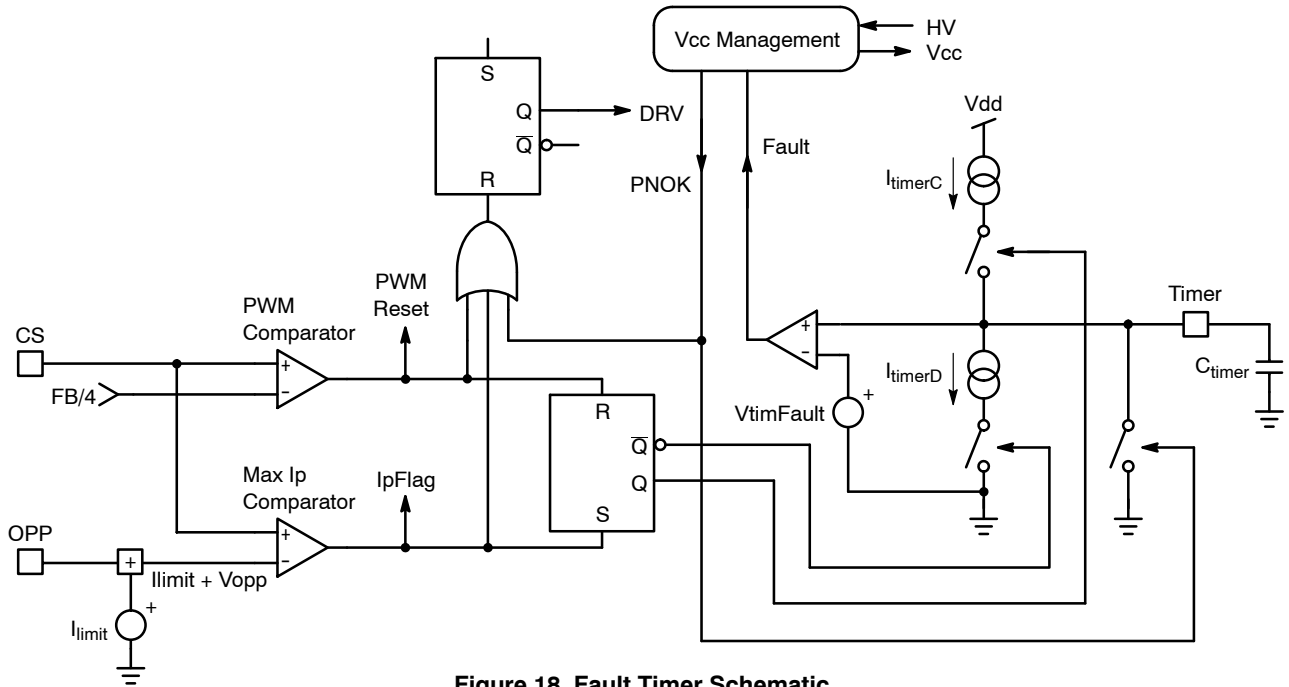 Vcc Management
HV
Vcc
S
Q
DRV
Q
R
PNOK
Fault
Vdd
ItimerC
PWM
Comparator
PWM
Reset
CS
+
-
FB/4
Timer
+
-
ItimerD
Ctimer
VtimFault
+
R
Q
Q
S
Max Ip
Comparator
IpFlag
OPP
+
-
+
Ilimit + Vopp
+
Ilimit
Figure 18. Fault Timer Schematic